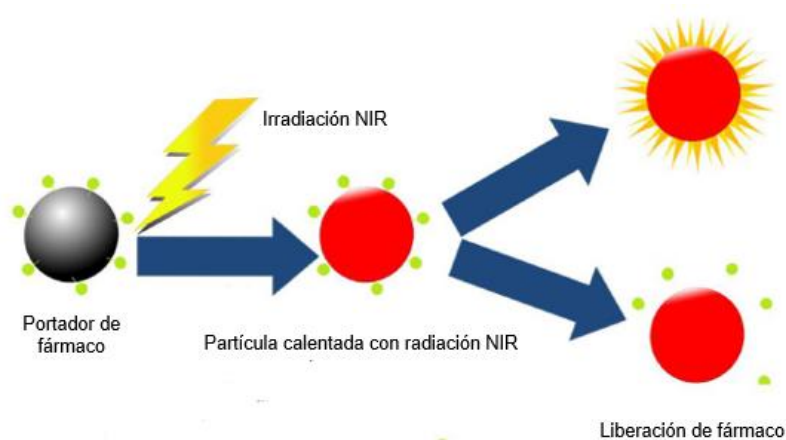 Irradiación NIR
Portador de
fármaco
Partícula calentada con radiación NIR
Liberación de fármaco